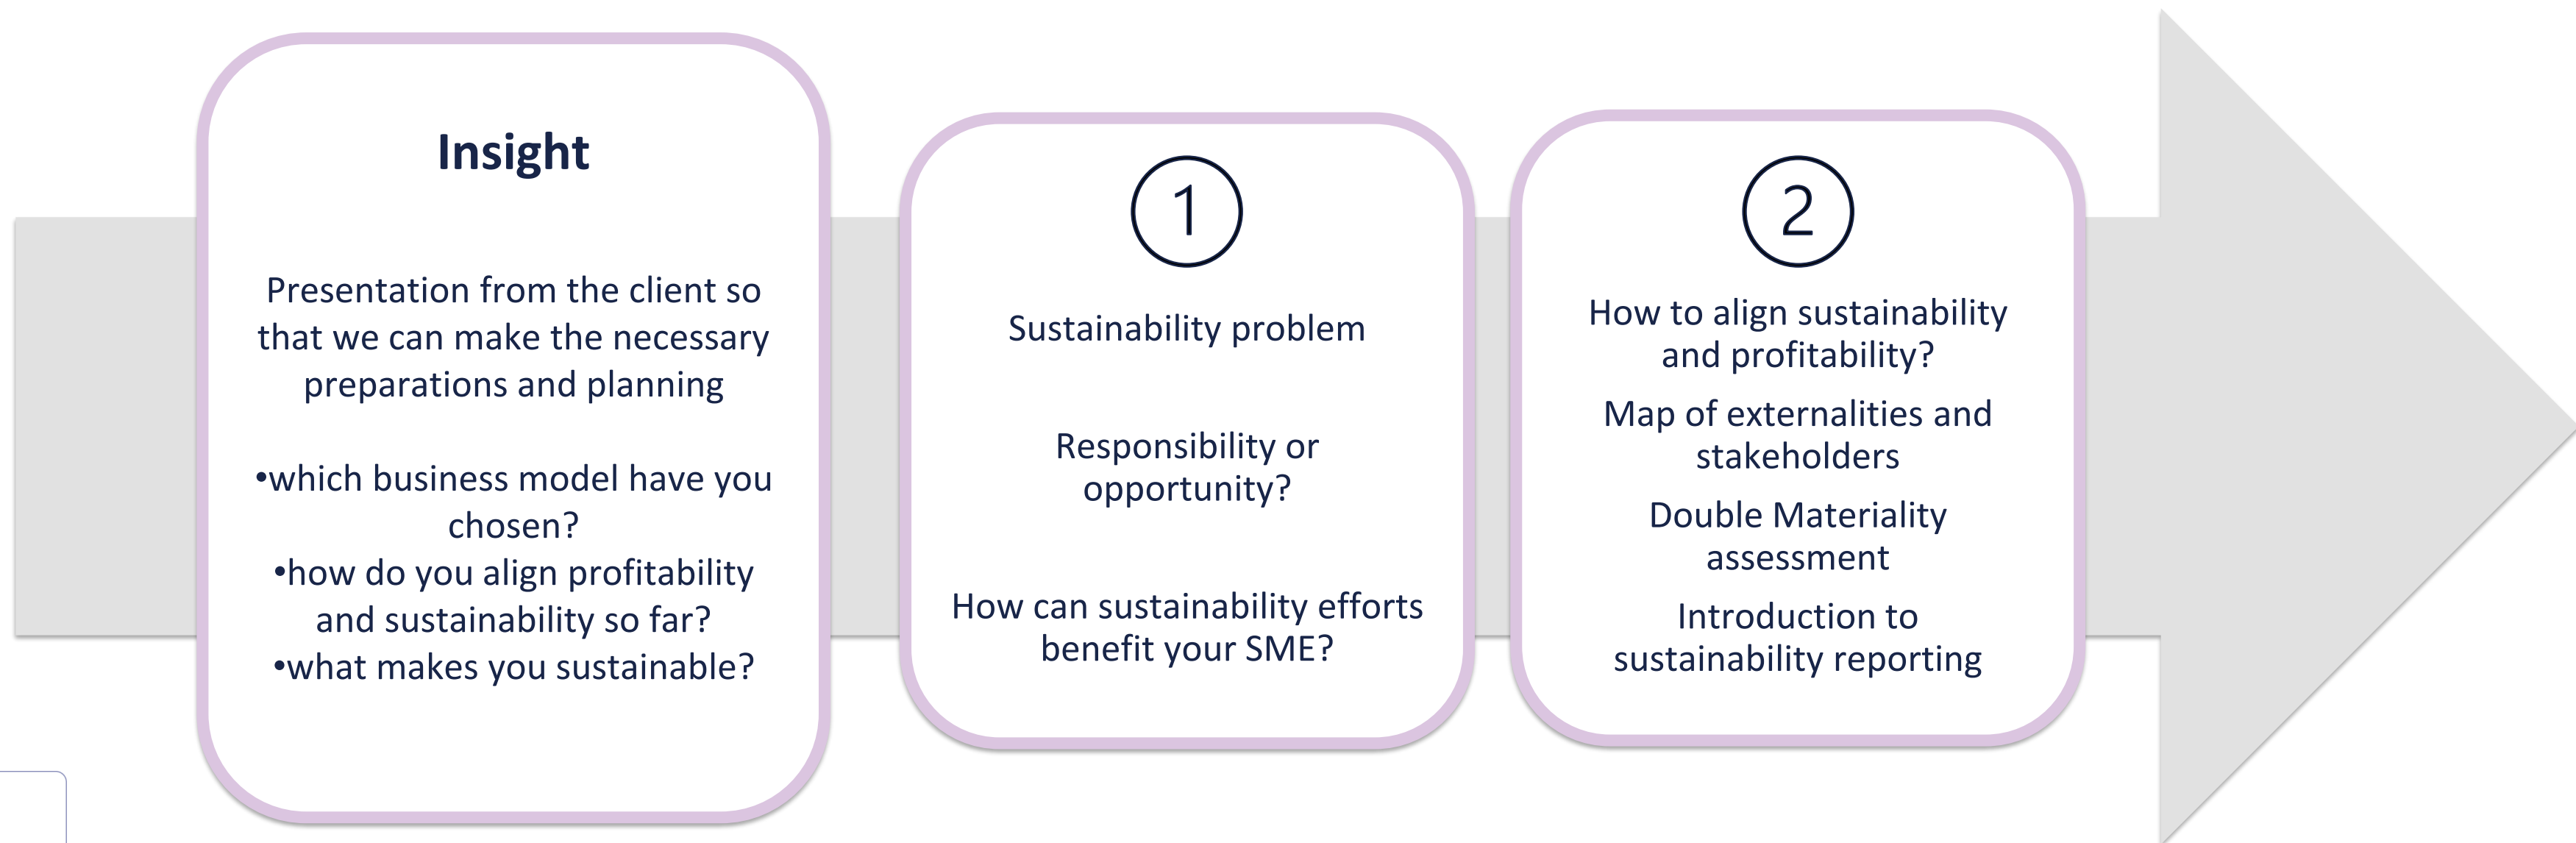 Insight
Presentation from the client so
that we can make the necessary
preparations and planning
•which business model have you
chosen?
•how do you align profitability
and sustainability so far?
•what makes you sustainable?
1
Sustainability problem
Responsibility or
opportunity?
How can sustainability efforts
benefit your SME?
2
How to align sustainability
and profitability?
Map of externalities and
stakeholders
Double Materiality
assessment
Introduction to
sustainability reporting